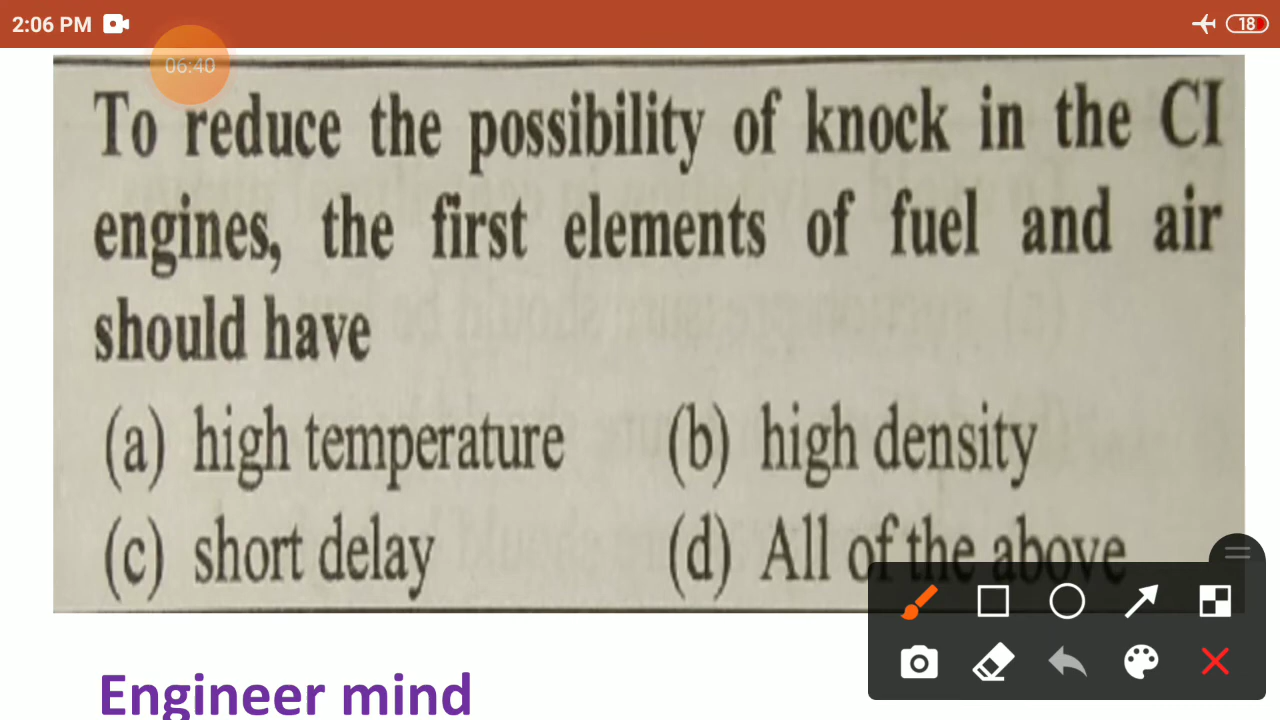 2:06 PM
18
06:40
To reduce the possibility of knock in the CI
engines, the first elements of fuel and air
should have
(a) high temperature (b) high density
(c) short delay (d) All of the above
Engineer mind